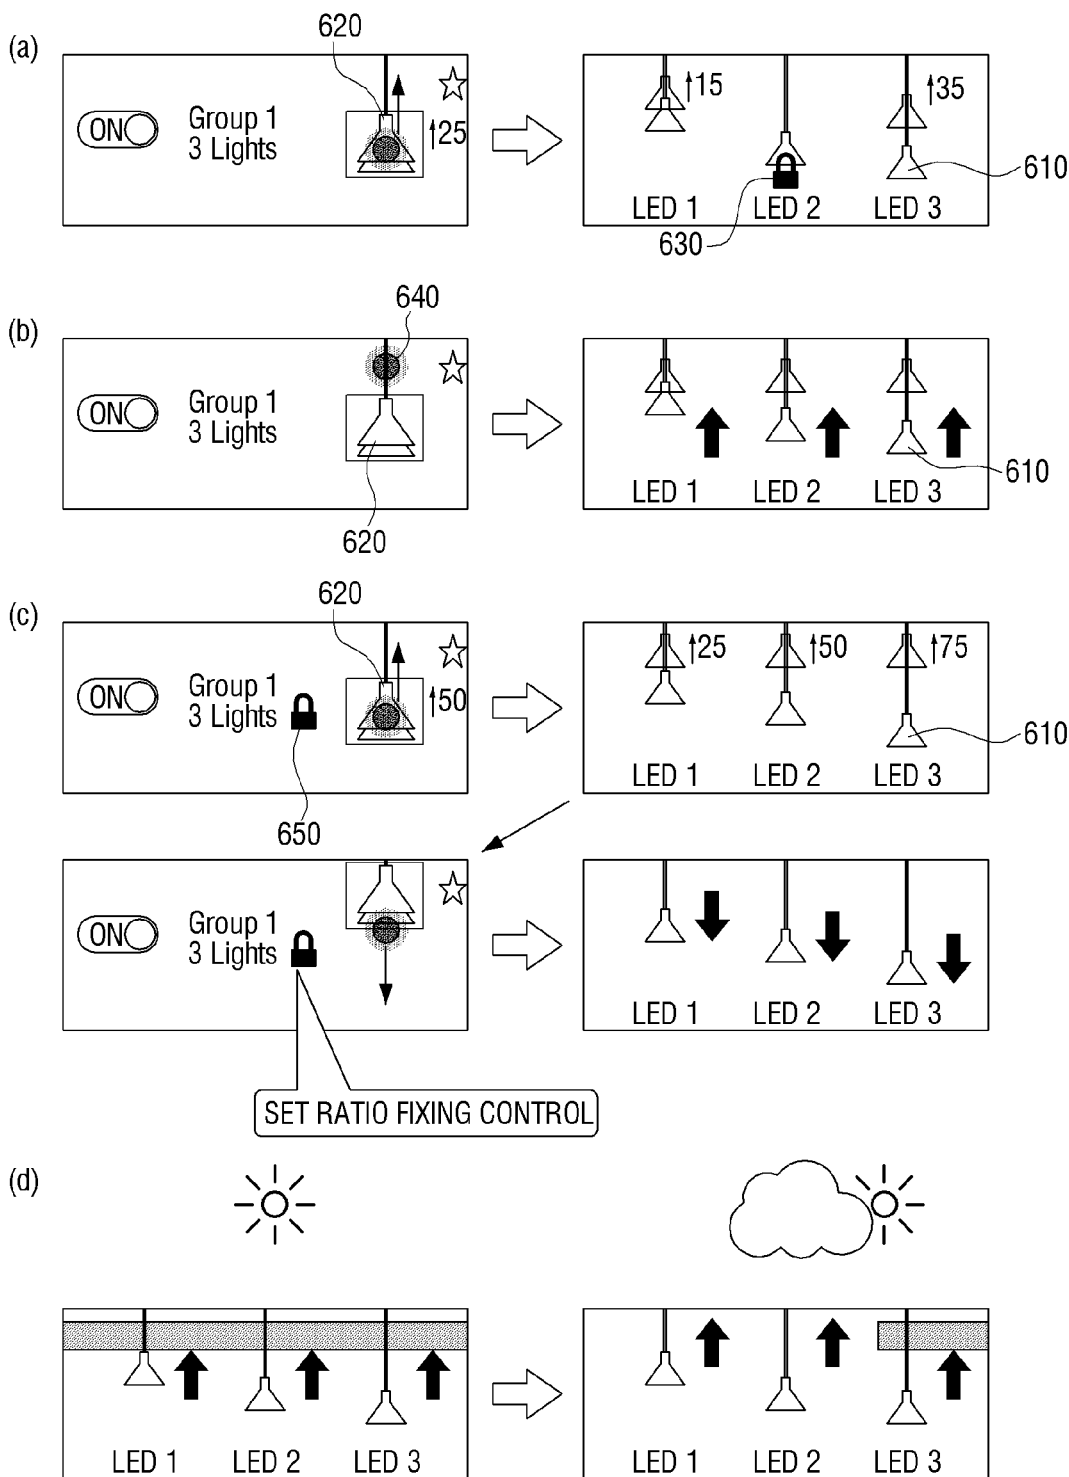 (a)
620
ON
Group 1
3 Lights
↑25
↑15
↑35
610
LED 1 LED 2 LED 3
630
(b)
640
ON
Group 1
3 Lights
620
610
LED 1 LED 2 LED 3
(c)
620
ON
Group 1
3 Lights
↑50
↑25
↑50
↑75
610
LED 1 LED 2 LED 3
650
ON
Group 1
3 Lights
LED 1 LED 2 LED 3
SET RATIO FIXING CONTROL
(d)
LED 1 LED 2 LED 3
LED 1 LED 2 LED 3